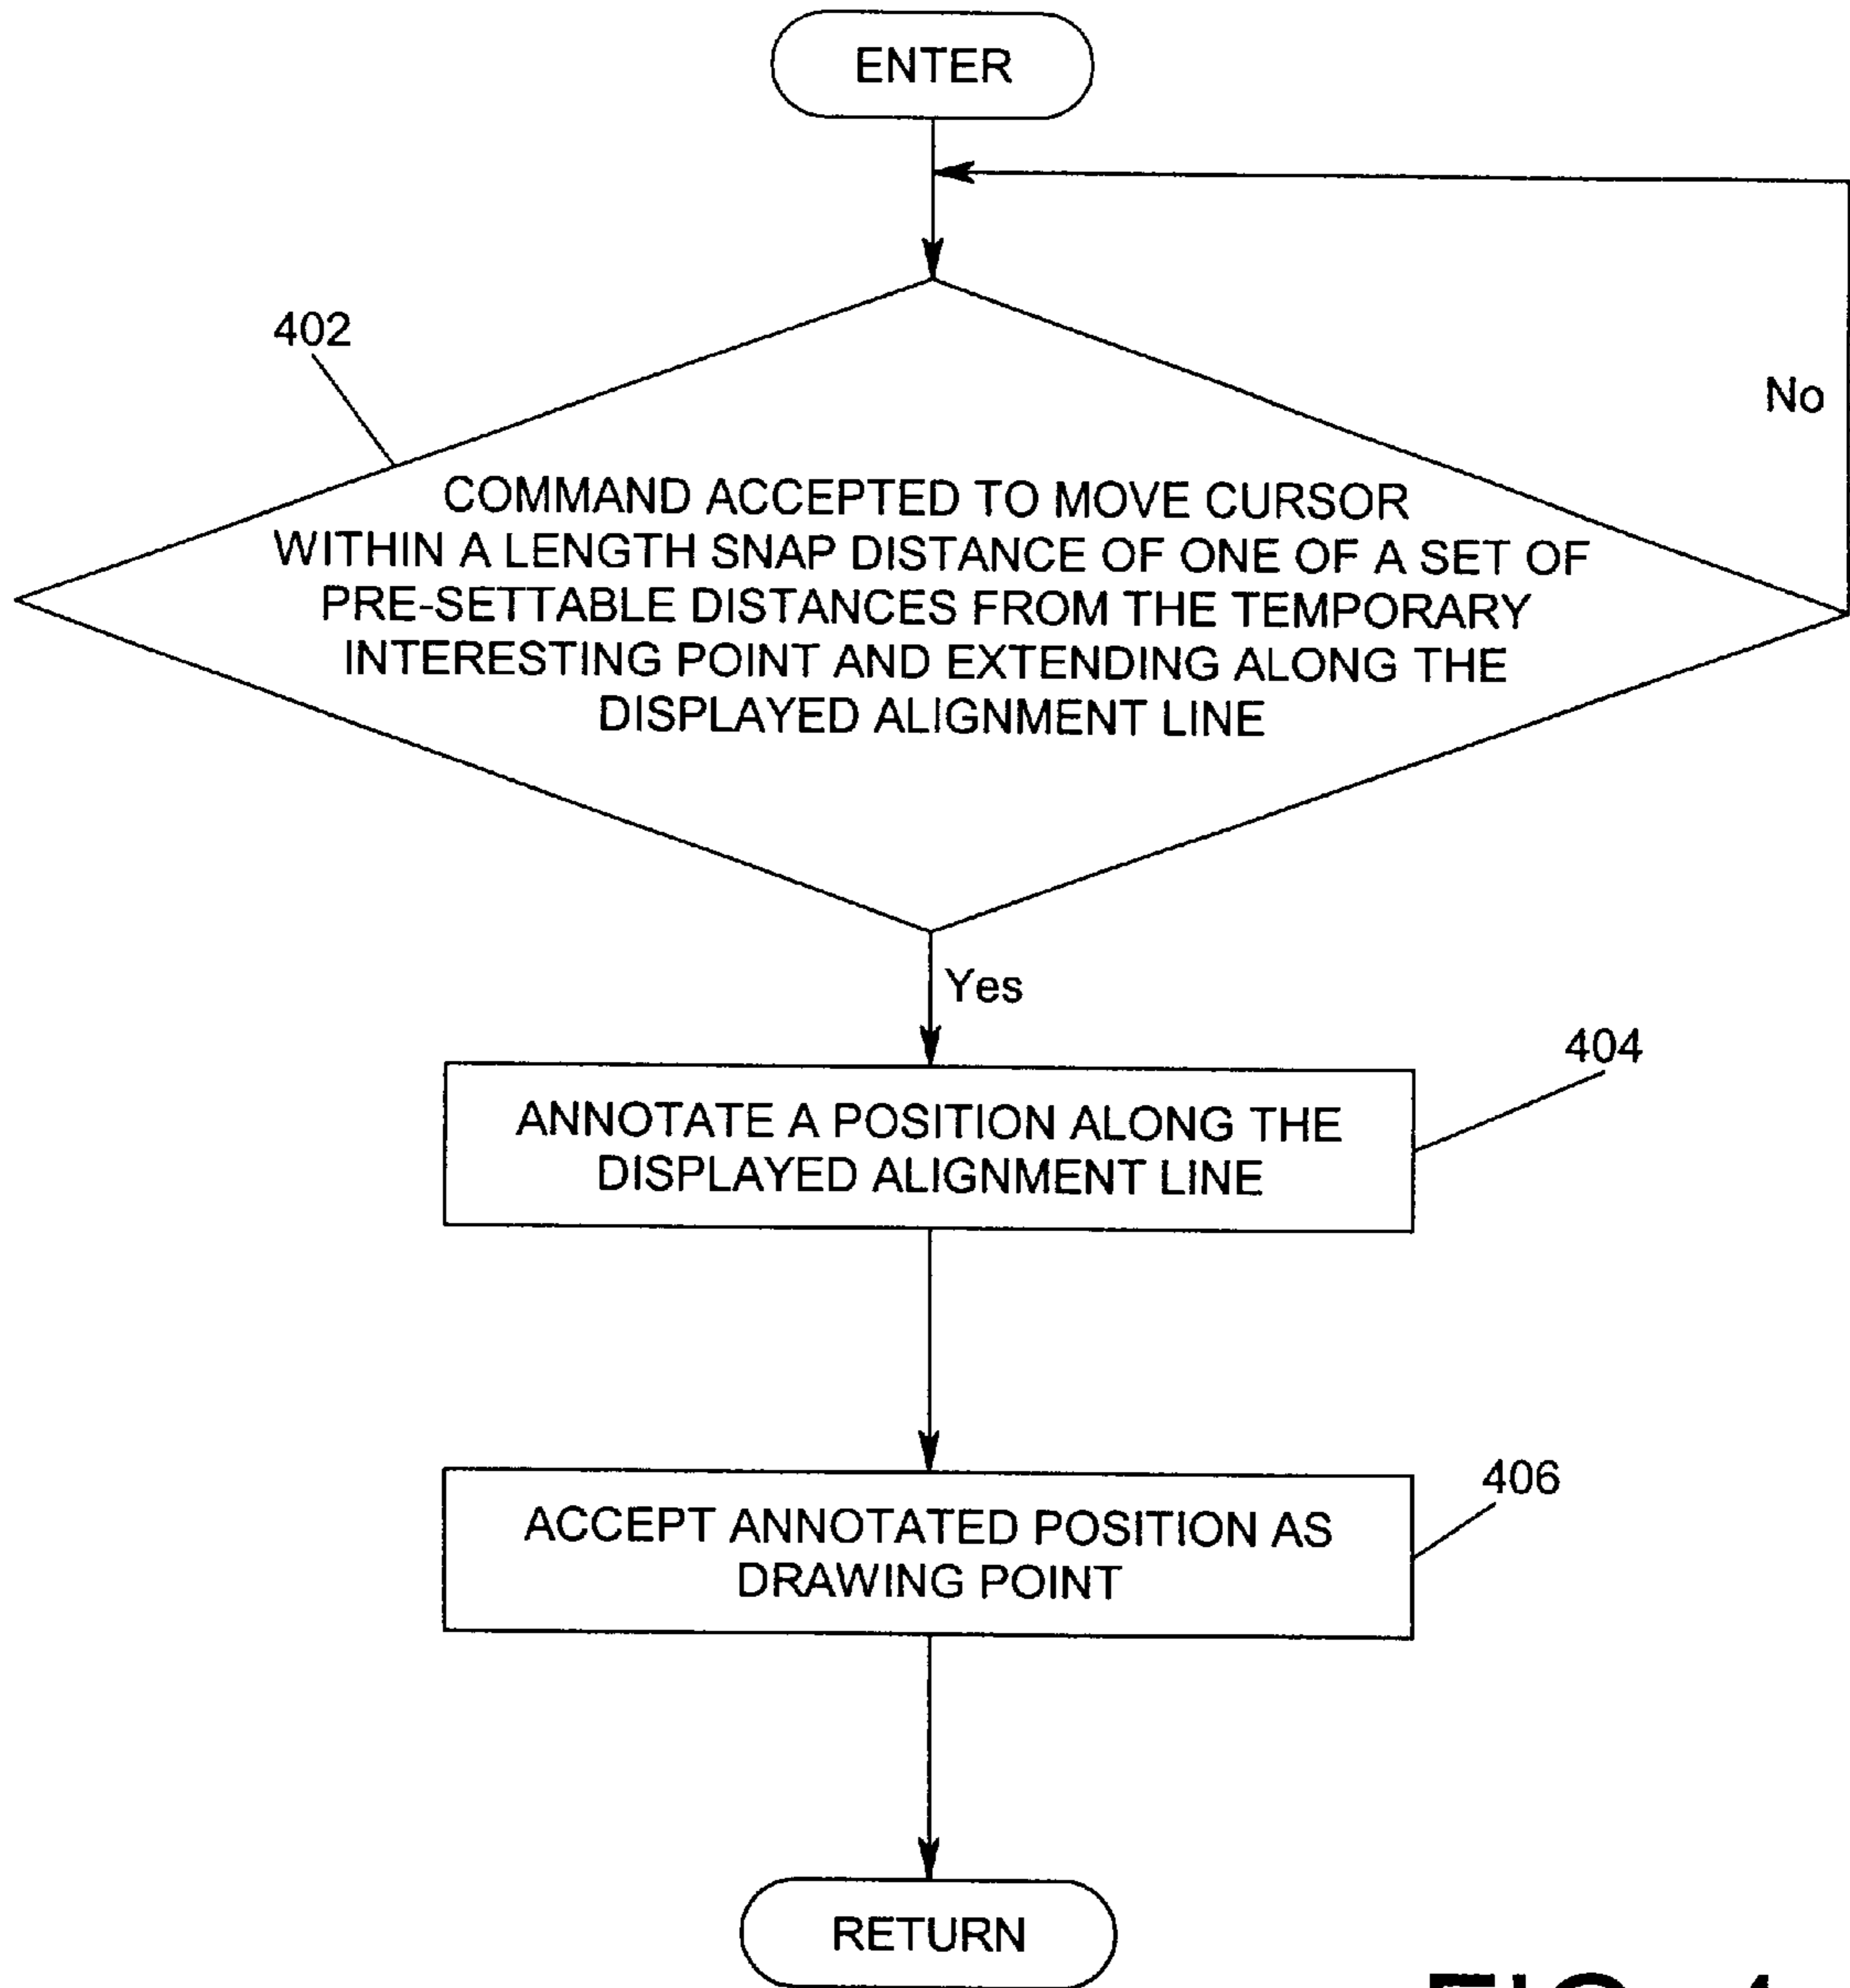 ENTER
402
No
COMMAND ACCEPTED TO MOVE CURSOR
WITHIN A LENGTH SNAP DISTANCE OF ONE OF A SET OF
PRE-SETTABLE DISTANCES FROM THE TEMPORARY
INTERESTING POINT AND EXTENDING ALONG THE
DISPLAYED ALIGNMENT LINE
Yes
404
ANNOTATE A POSITION ALONG THE
DISPLAYED ALIGNMENT LINE
406
ACCEPT ANNOTATED POSITION AS
DRAWING POINT
RETURN